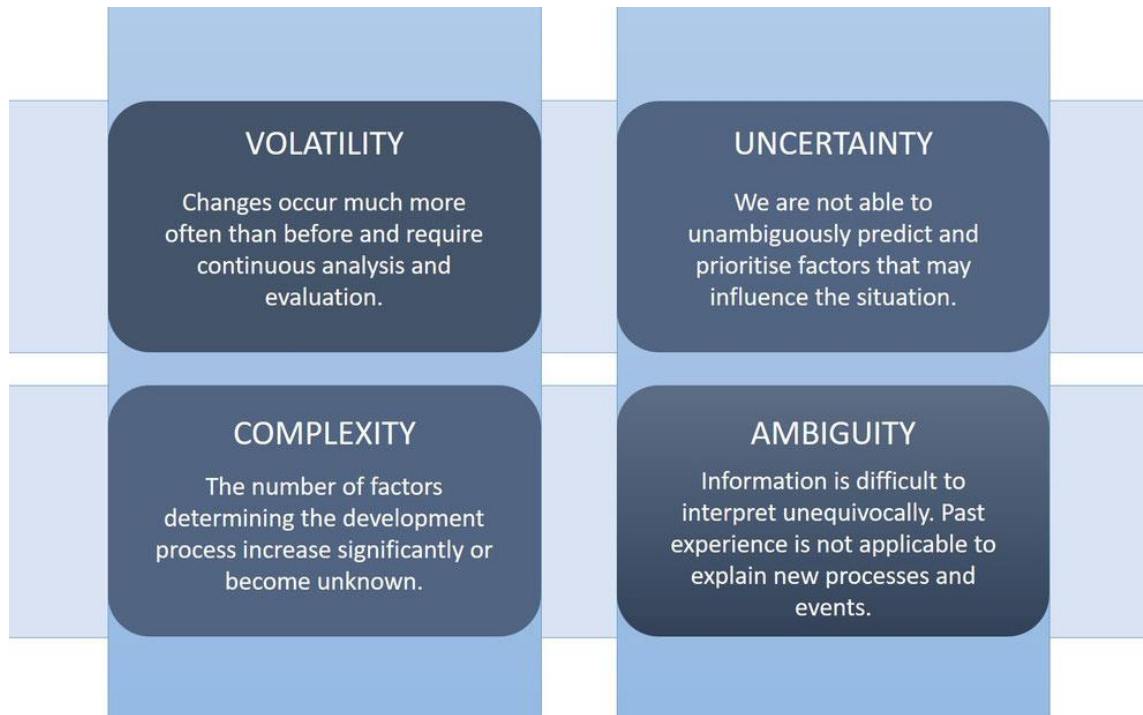 VOLATILITY
Changes occur much more
often than before and require
continuous analysis and
evaluation.
UNCERTAINTY
We are not able to
unambiguously predict and
prioritise factors that may
influence the situation.
COMPLEXITY
The number of factors
determining the development
process increase significantly or
become unknown.
AMBIGUITY
Information is difficult to
interpret unequivocally. Past
experience is not applicable to
explain new processes and
events.